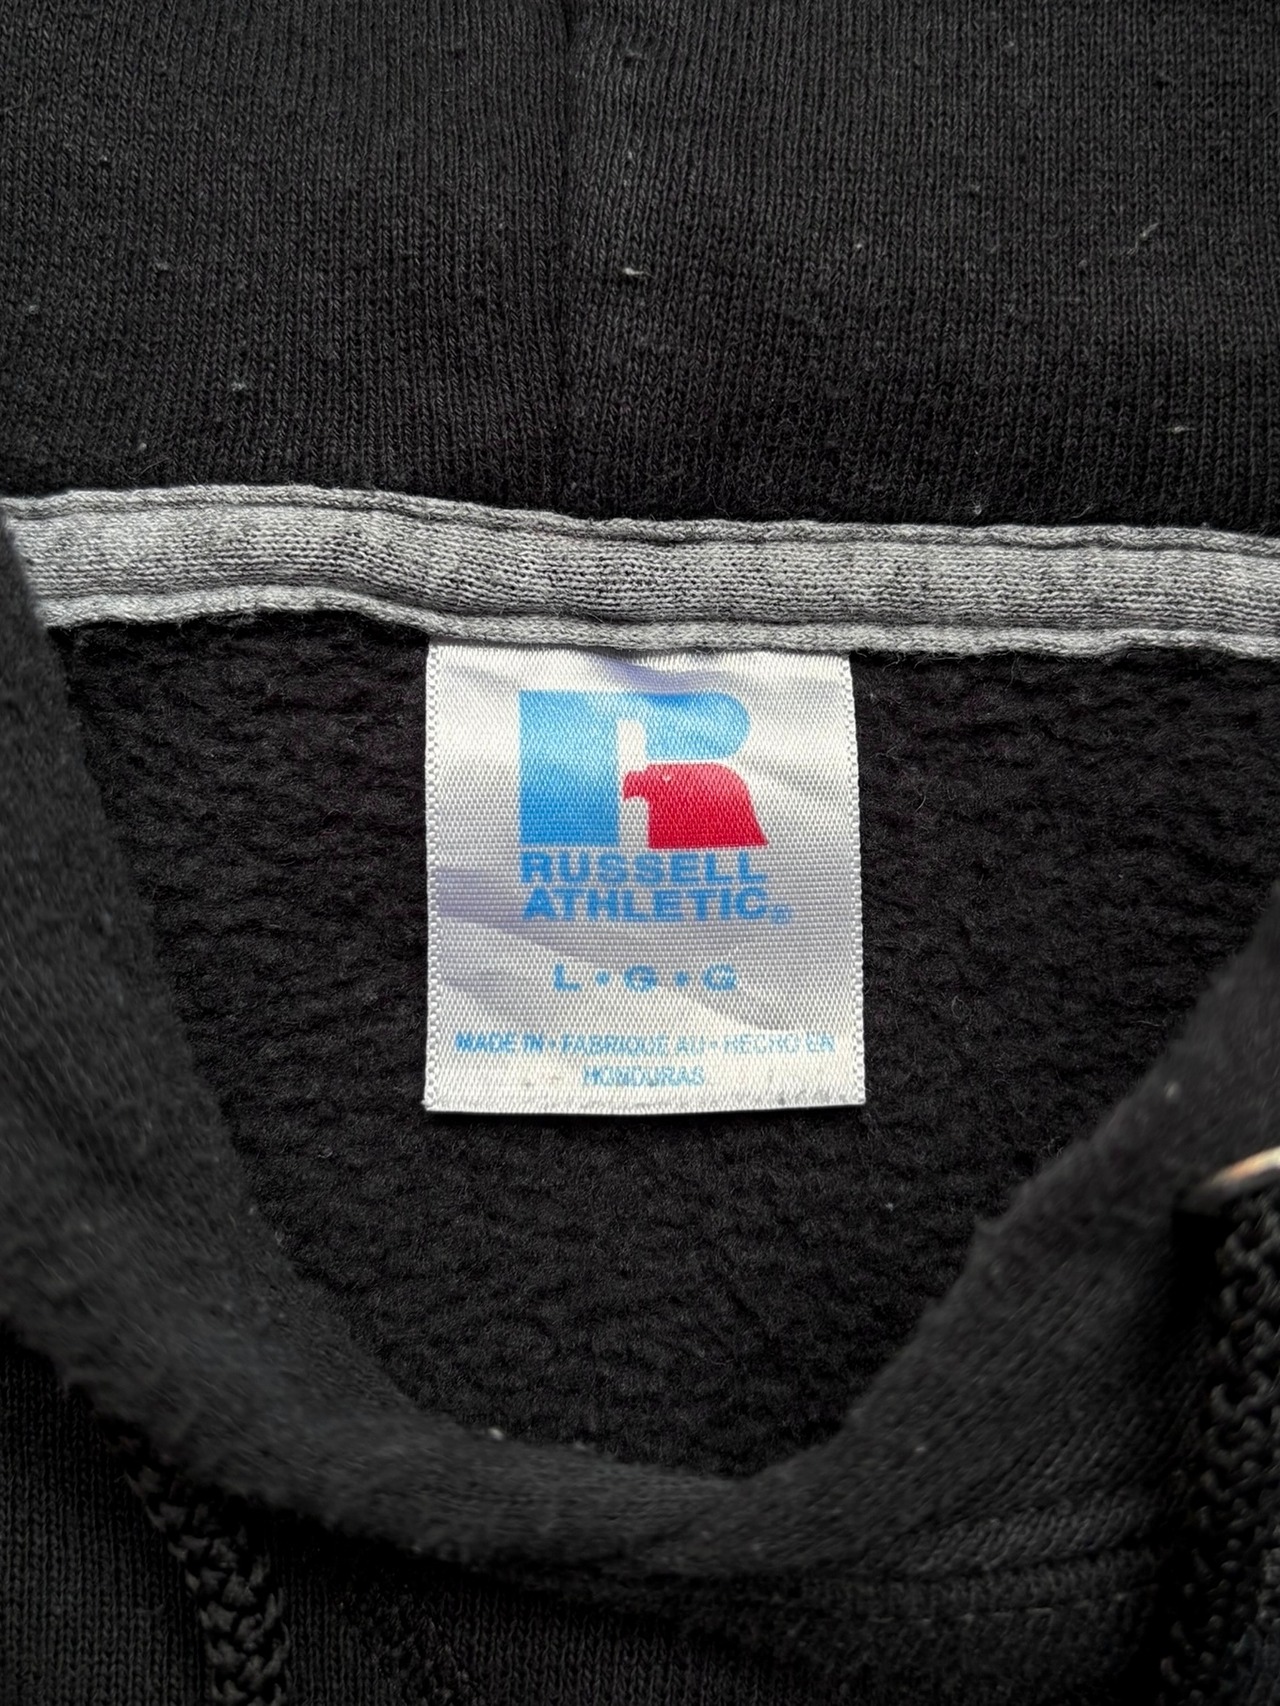 R
RUSSELL
ATHLETIC®
L • G • G
MADE IN • FABRIQUE AU • HECHO EN
HONDURAS